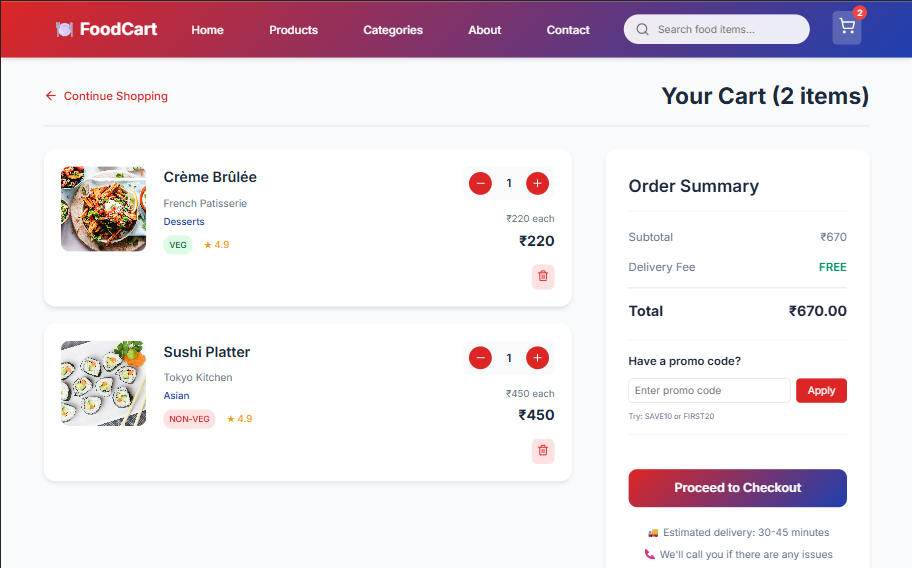 FoodCart
Home
Products
Categories
About
Contact
Search food items...
2
Continue Shopping
Your Cart (2 items)
Crème Brûlée
French Patisserie
Desserts
VEG
★ 4.9
1
₹220 each
₹220
Sushi Platter
Tokyo Kitchen
Asian
NON-VEG
★ 4.9
1
₹450 each
₹450
Order Summary
Subtotal ₹670
Delivery Fee FREE
Total ₹670.00
Have a promo code?
Enter promo code
Apply
Try: SAVE10 or FIRST20
Proceed to Checkout
Estimated delivery: 30-45 minutes
We'll call you if there are any issues